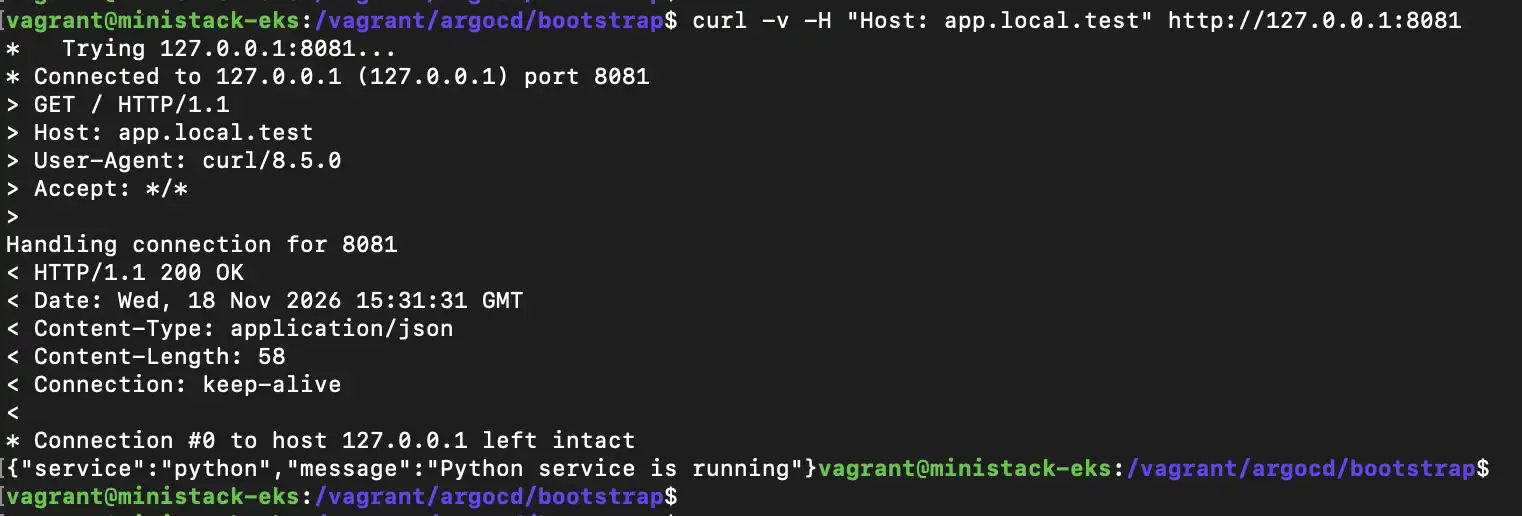 [vagrant@ministack-eks:/vagrant/argocd/bootstrap$ curl -v -H "Host: app.local.test" http://127.0.0.1:8081
*   Trying 127.0.0.1:8081...
* Connected to 127.0.0.1 (127.0.0.1) port 8081
> GET / HTTP/1.1
> Host: app.local.test
> User-Agent: curl/8.5.0
> Accept: */*
>
Handling connection for 8081
< HTTP/1.1 200 OK
< Date: Wed, 18 Nov 2026 15:31:31 GMT
< Content-Type: application/json
< Content-Length: 58
< Connection: keep-alive
<
* Connection #0 to host 127.0.0.1 left intact
[{"service":"python","message":"Python service is running"}vagrant@ministack-eks:/vagrant/argocd/bootstrap$
[vagrant@ministack-eks:/vagrant/argocd/bootstrap$